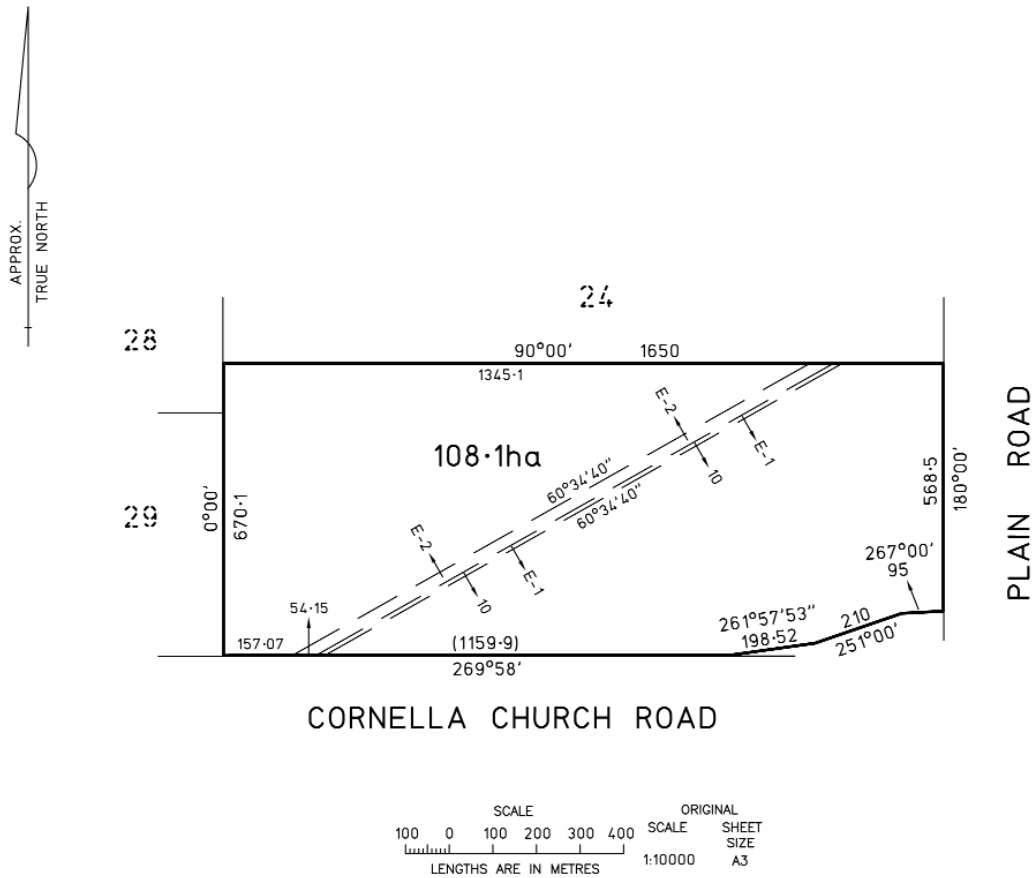 APPROX.
TRUE NORTH
24
28
90°00' 1650
1345·1
E-2
E-1
10
108·1ha
60°34'40"
60°34'40"
29
0°00'
670·1
568·5
180°00'
PLAIN ROAD
E-2
E-1
10
267°00'
95
54·15
157·07
(1159·9)
269°58'
261°57'53"
198·52
210
251°00'
CORNELLA CHURCH ROAD
SCALE
100 0 100 200 300 400
LENGTHS ARE IN METRES
ORIGINAL
SCALE SHEET
SIZE
1:10000 A3